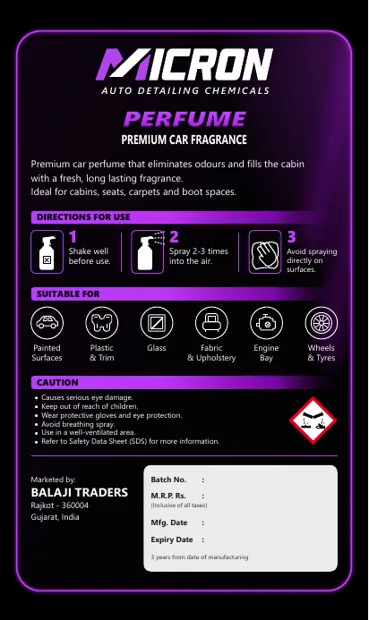 MICRON
AUTO DETAILING CHEMICALS
PERFUME
PREMIUM CAR FRAGRANCE
Premium car perfume that eliminates odours and fills the cabin
with a fresh, long lasting fragrance.
Ideal for cabins, seats, carpets and boot spaces.
DIRECTIONS FOR USE
1
Shake well
before use.
2
Spray 2-3 times
into the air.
3
Avoid spraying
directly on
surfaces.
SUITABLE FOR
Painted
Surfaces
Plastic
& Trim
Glass
Fabric
& Upholstery
Engine
Bay
Wheels
& Tyres
CAUTION
• Causes serious eye damage.
• Keep out of reach of children.
• Wear protective gloves and eye protection.
• Avoid breathing spray.
• Use in a well-ventilated area.
• Refer to Safety Data Sheet (SDS) for more information.
Marketed by:
BALAJI TRADERS
Rajkot - 360004
Gujarat, India
Batch No. :
M.R.P. Rs. :
(Inclusive of all taxes)
Mfg. Date :
Expiry Date :
3 years from date of manufacturing